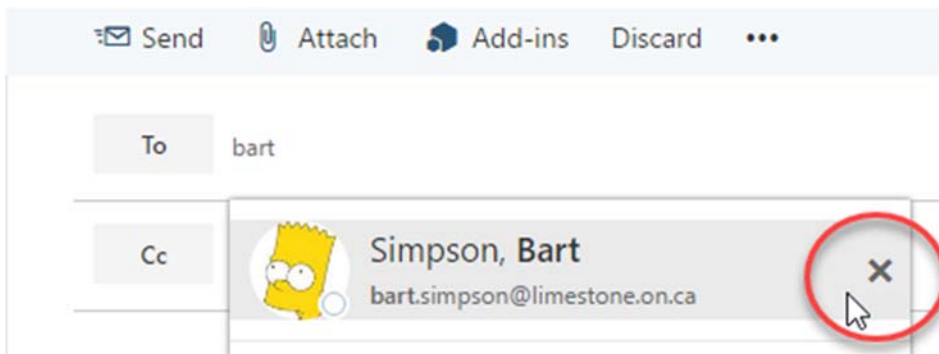 Send Attach Add-ins Discard •••
To bart
Cc
Simpson, Bart
bart.simpson@limestone.on.ca